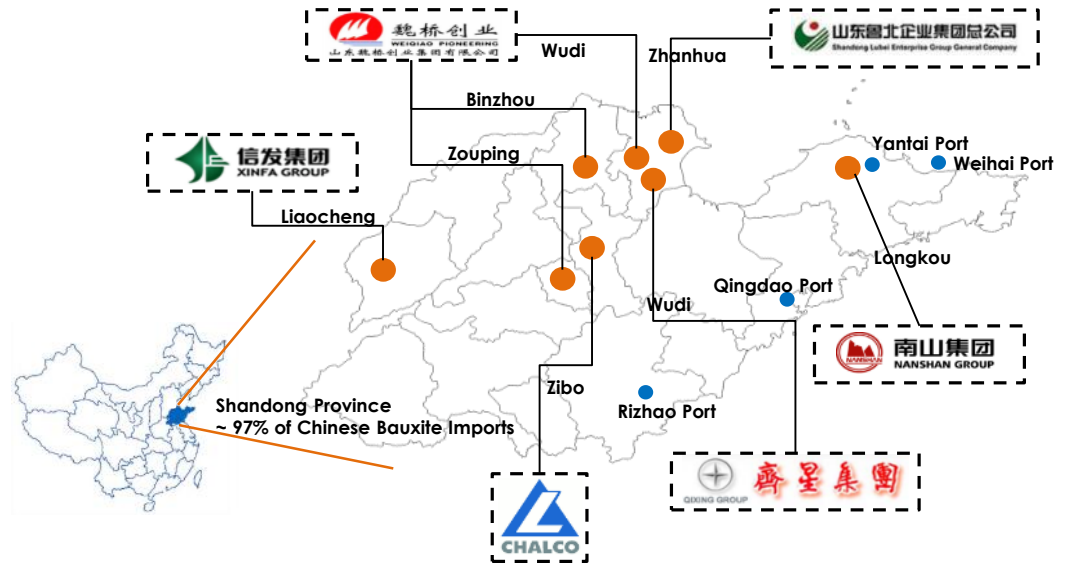 魏桥创业
WEIQIAO PIONEERING
山东魏桥创业集团有限公司
Wudi
Zhanhua
山东鲁北企业集团总公司
Shandong Lubei Enterprise Group General Company
Binzhou
Zouping
信发集团
XINFA GROUP
Yantai Port
Weihai Port
Liaocheng
Longkou
Qingdao Port
Wudi
南山集团
NANSHAN GROUP
Zibo
Rizhao Port
Shandong Province
~ 97% of Chinese Bauxite Imports
QIXING GROUP
齊星集團
CHALCO